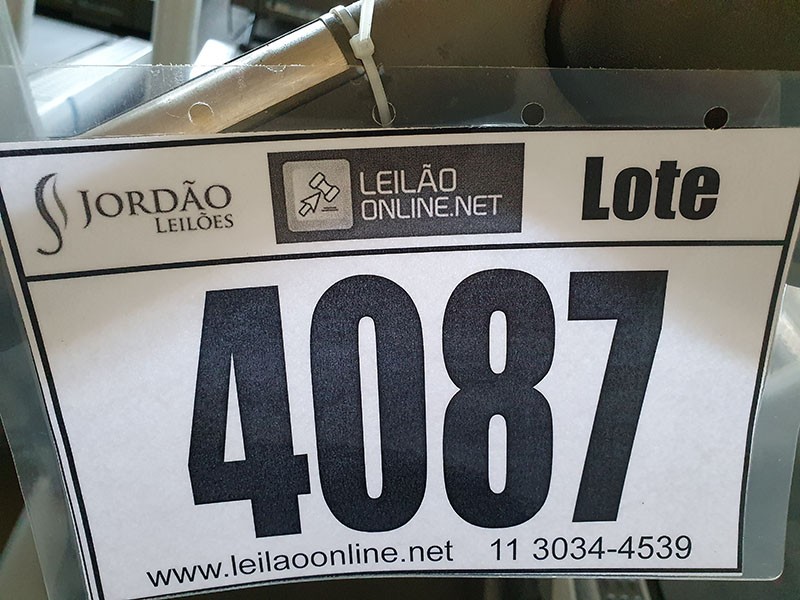 JORDÃO
LEILÕES
LEILÃO
ONLINE.NET
Lote
4087
www.leilaoonline.net 11 3034-4539